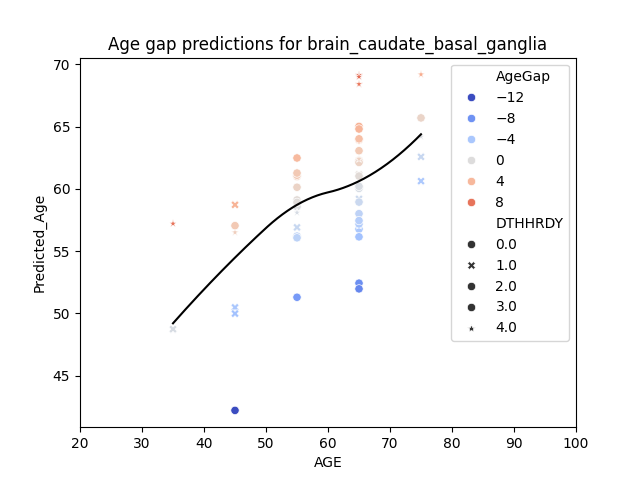 Age gap predictions for brain_caudate_basal_ganglia
70
65
60
55
50
45
Predicted_Age
20 30 40 50 60 70 80 90 100
AGE
AgeGap
−12
−8
−4
0
4
8
DTHHRDY
0.0
1.0
2.0
3.0
4.0